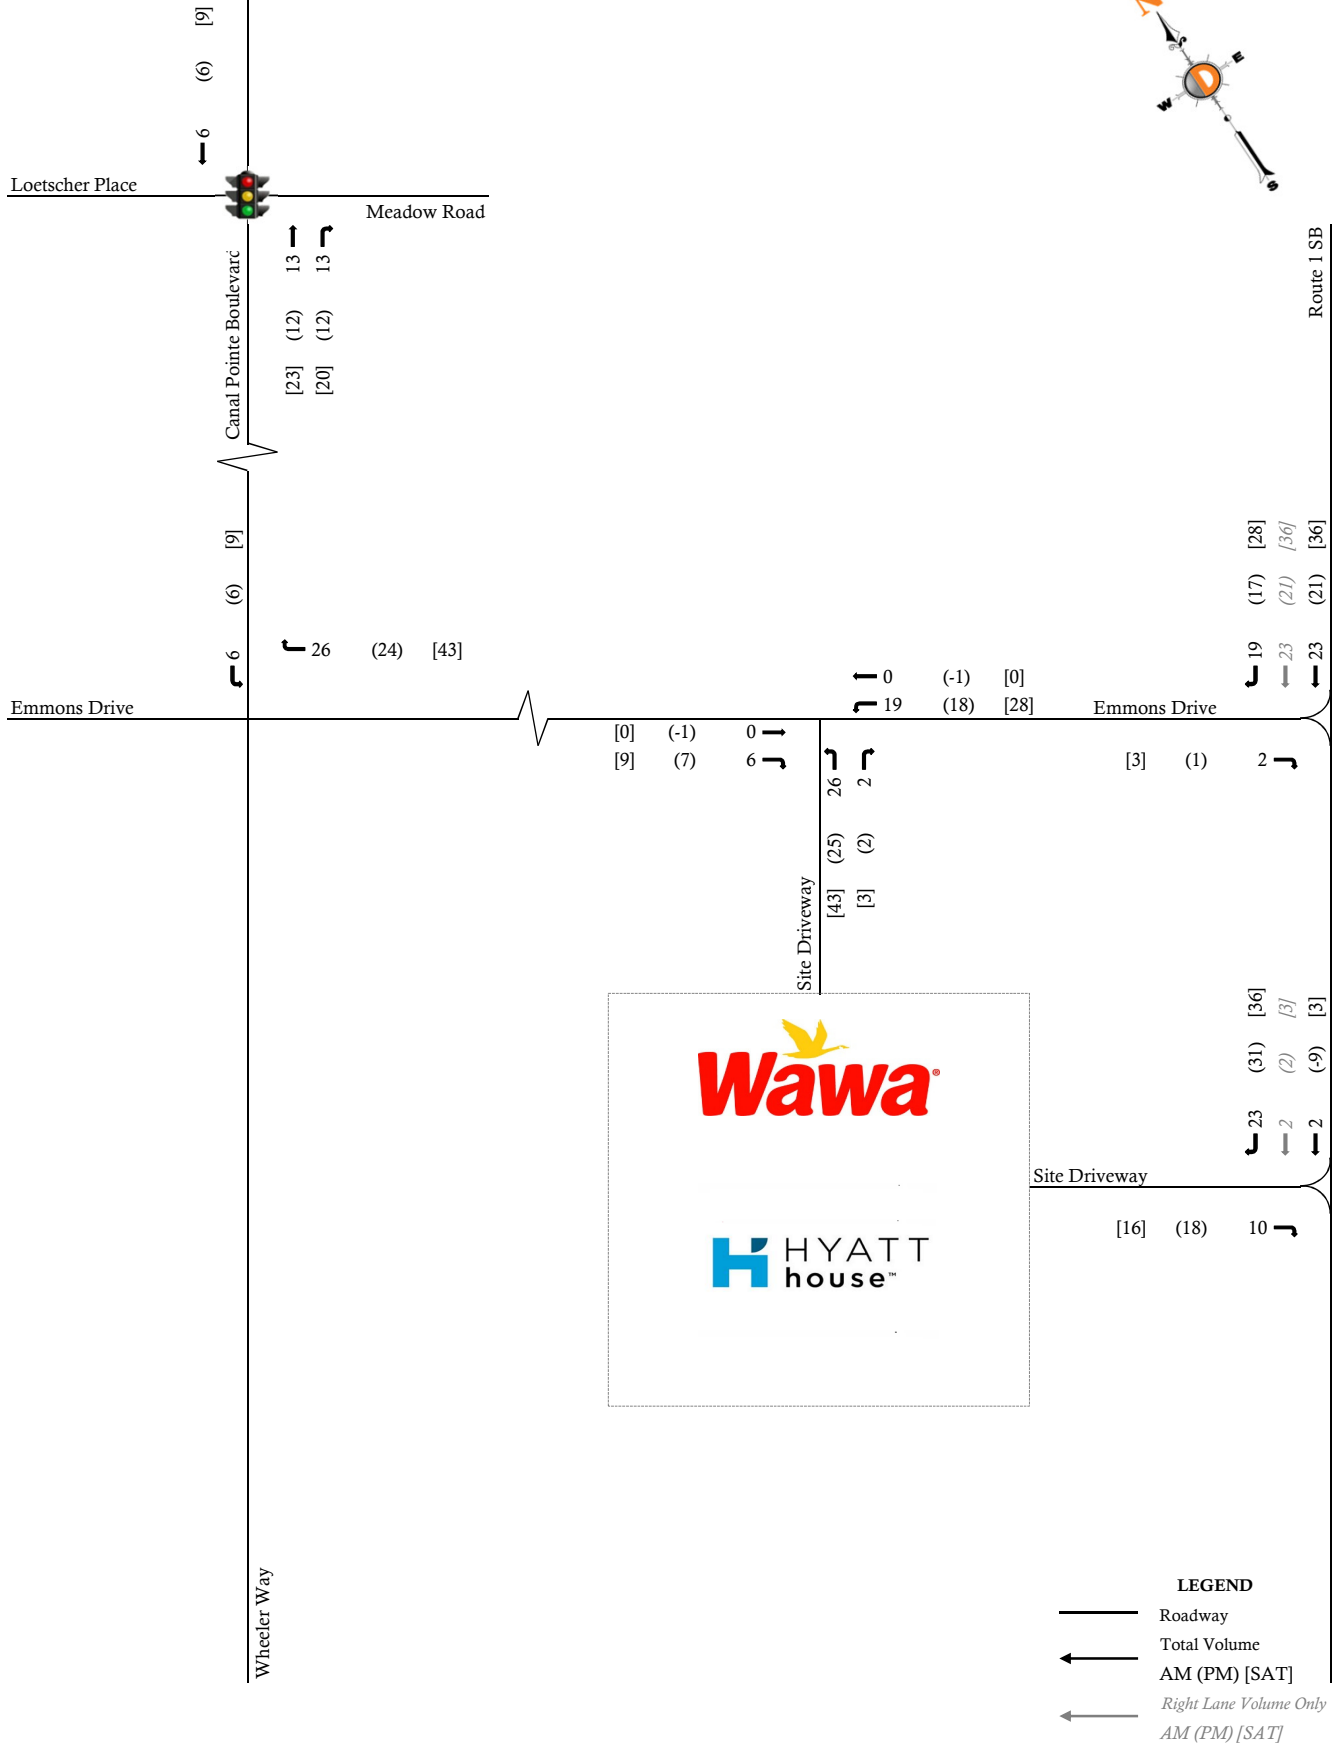 N
E
W
S
D
[9]
(6)
6
Loetscher Place
Meadow Road
Canal Pointe Boulevard
13 (12) [23]
13 (12) [20]
Route 1 SB
[9]
(6)
6
26 (24) [43]
[28] [36] [36]
(17) (21) (21)
19 23 23
0 (-1) [0]
19 (18) [28]
Emmons Drive
Emmons Drive
[0] (-1) 0
[9] (7) 6
[3] (1) 2
26 2
(25) (2)
[43] [3]
Site Driveway
Wawa®
[36] [3] [3]
(31) (2) (-9)
23 2 2
Site Driveway
[16] (18) 10
HYATT
house™
Wheeler Way
LEGEND
Roadway
Total Volume
AM (PM) [SAT]
Right Lane Volume Only
AM (PM) [SAT]